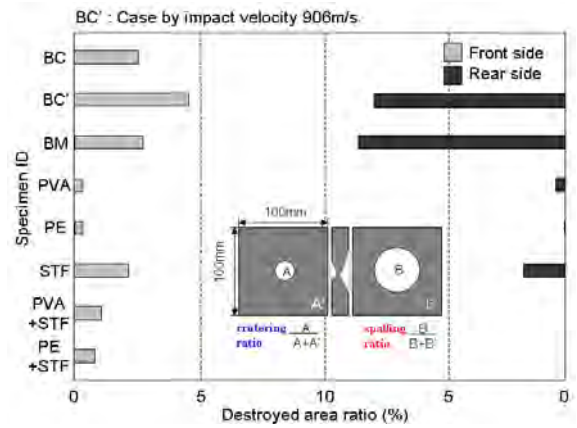 BC' : Case by impact velocity 906m/s.
Front side
Rear side
Specimen ID
BC
BC'
BM
PVA
PE
STF
PVA
+STF
PE
+STF
100mm
100mm
A
A'
B
cratering ratio A/A+A'
spalling ratio B/B+B'
0 5 10 5 0
Destroyed area ratio (%)